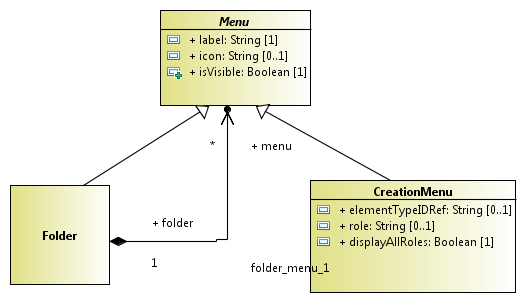 Menu
+ label: String [1]
+ icon: String [0..1]
+ isVisible: Boolean [1]
*
+ menu
CreationMenu
+ elementTypeIDRef: String [0..1]
+ role: String [0..1]
+ displayAllRoles: Boolean [1]
Folder
+ folder
1
folder_menu_1